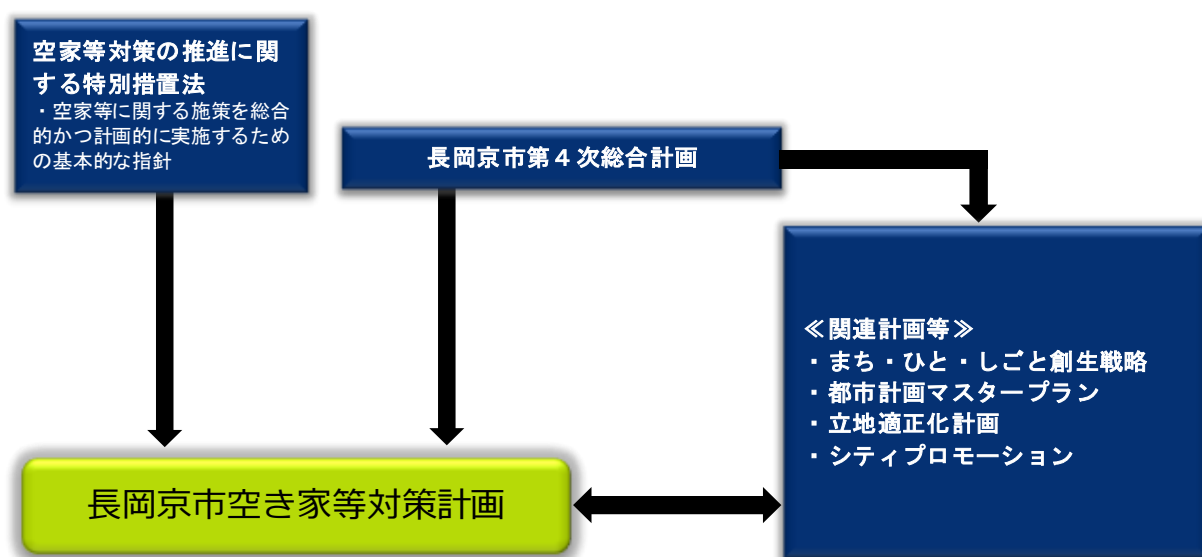 空家等対策の推進に関
する特別措置法
・空家等に関する施策を総合
的かつ計画的に実施するため
の基本的な指針
長岡京市第４次総合計画
≪関連計画等≫
・まち・ひと・しごと創生戦略
・都市計画マスタープラン
・立地適正化計画
・シティプロモーション
長岡京市空き家等対策計画